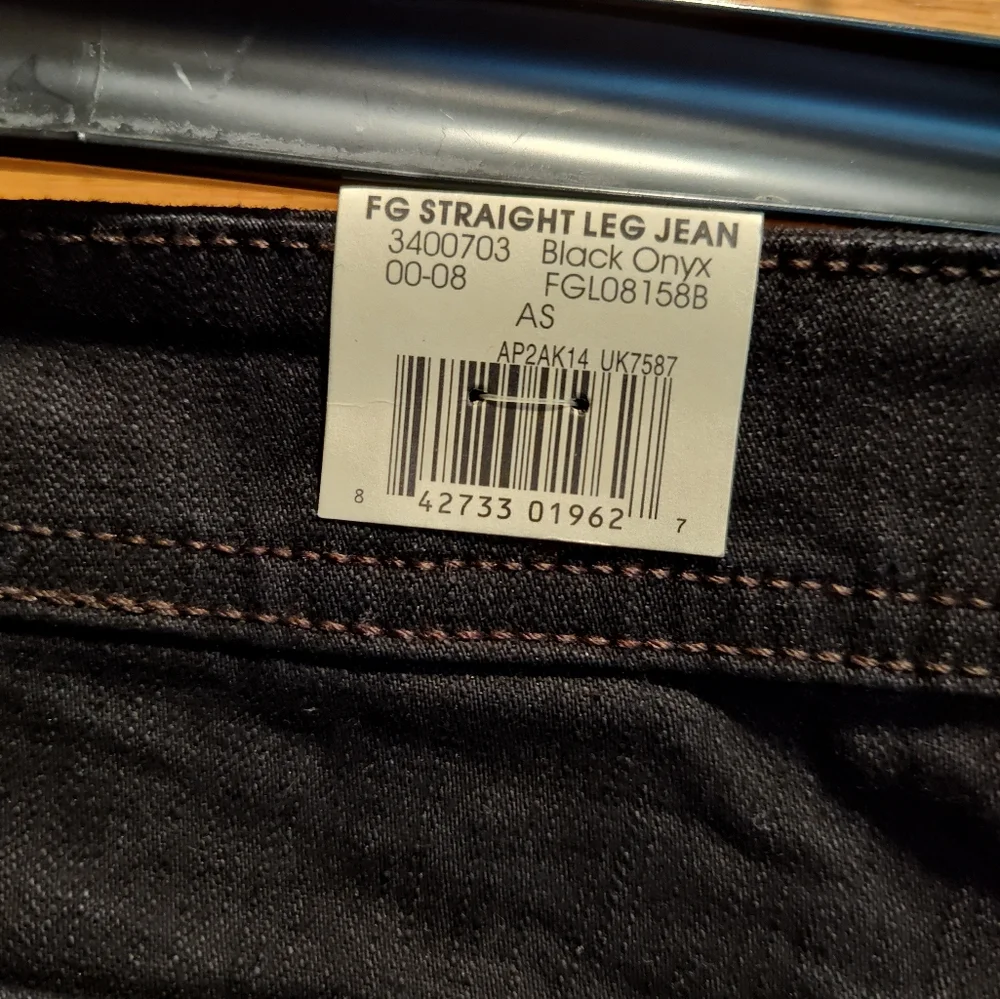 FG STRAIGHT LEG JEAN
3400703 Black Onyx
00-08 FGL08158B
AS
AP2AK14 UK7587
8 42733 01962 7